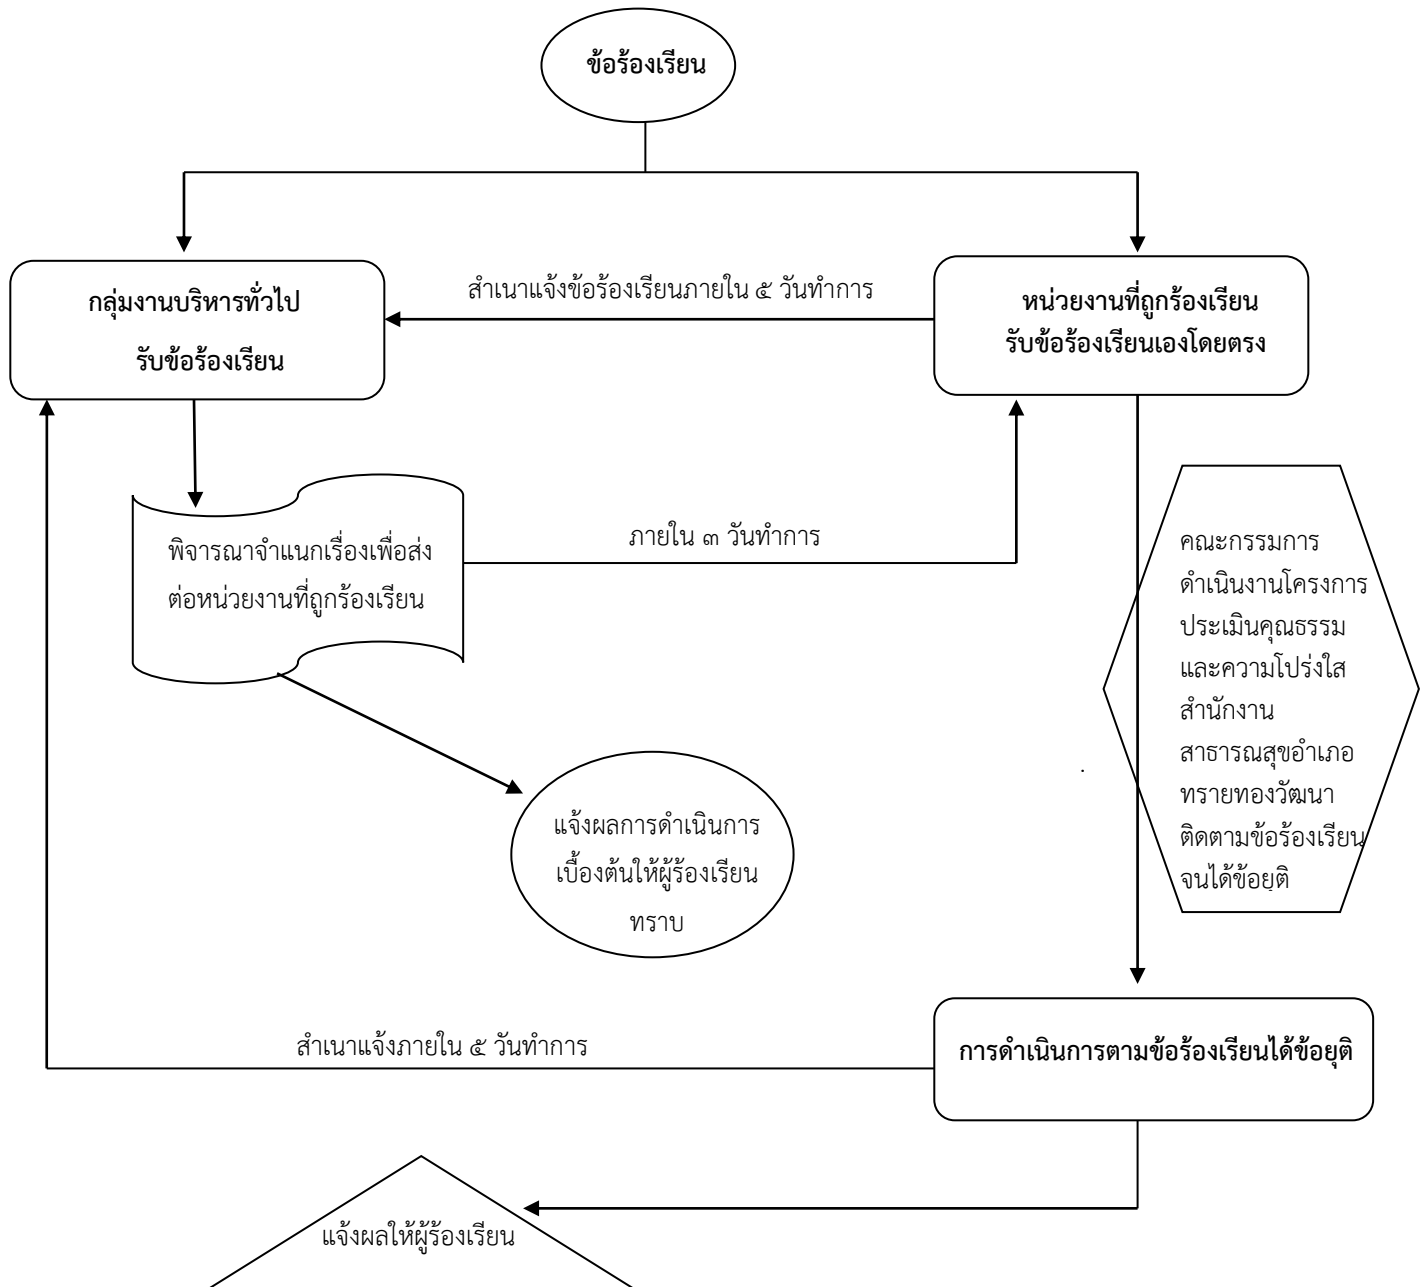 ข้อร้องเรียน
กลุ่มงานบริหารทั่วไป
รับข้อร้องเรียน
สำเนาแจ้งข้อร้องเรียนภายใน ๕ วันทำการ
หน่วยงานที่ถูกร้องเรียน
รับข้อร้องเรียนเองโดยตรง
พิจารณาจำแนกเรื่องเพื่อส่ง
ต่อหน่วยงานที่ถูกร้องเรียน
ภายใน ๓ วันทำการ
คณะกรรมการ
ดำเนินงานโครงการ
ประเมินคุณธรรม
และความโปร่งใส
สำนักงาน
สาธารณสุขอำเภอ
ทรายทองวัฒนา
ติดตามข้อร้องเรียน
จนได้ข้อยุติ
แจ้งผลการดำเนินการ
เบื้องต้นให้ผู้ร้องเรียน
ทราบ
สำเนาแจ้งภายใน ๕ วันทำการ
การดำเนินการตามข้อร้องเรียนได้ข้อยุติ
แจ้งผลให้ผู้ร้องเรียน